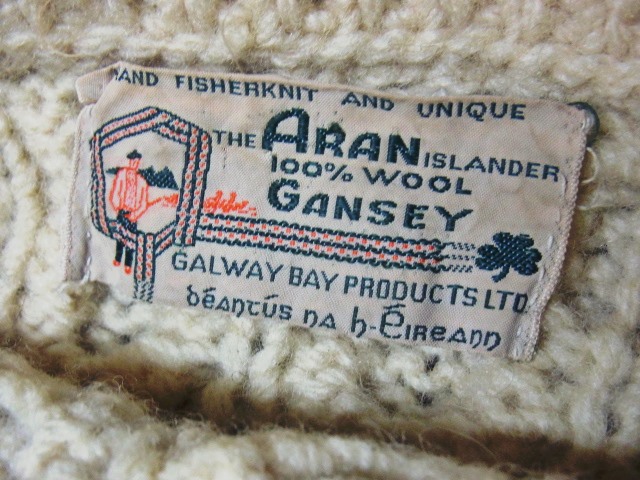 HAND FISHERKNIT AND UNIQUE
THE ARAN ISLANDER
100% WOOL
GANSEY
GALWAY BAY PRODUCTS LTD
déantús na h-Éireann